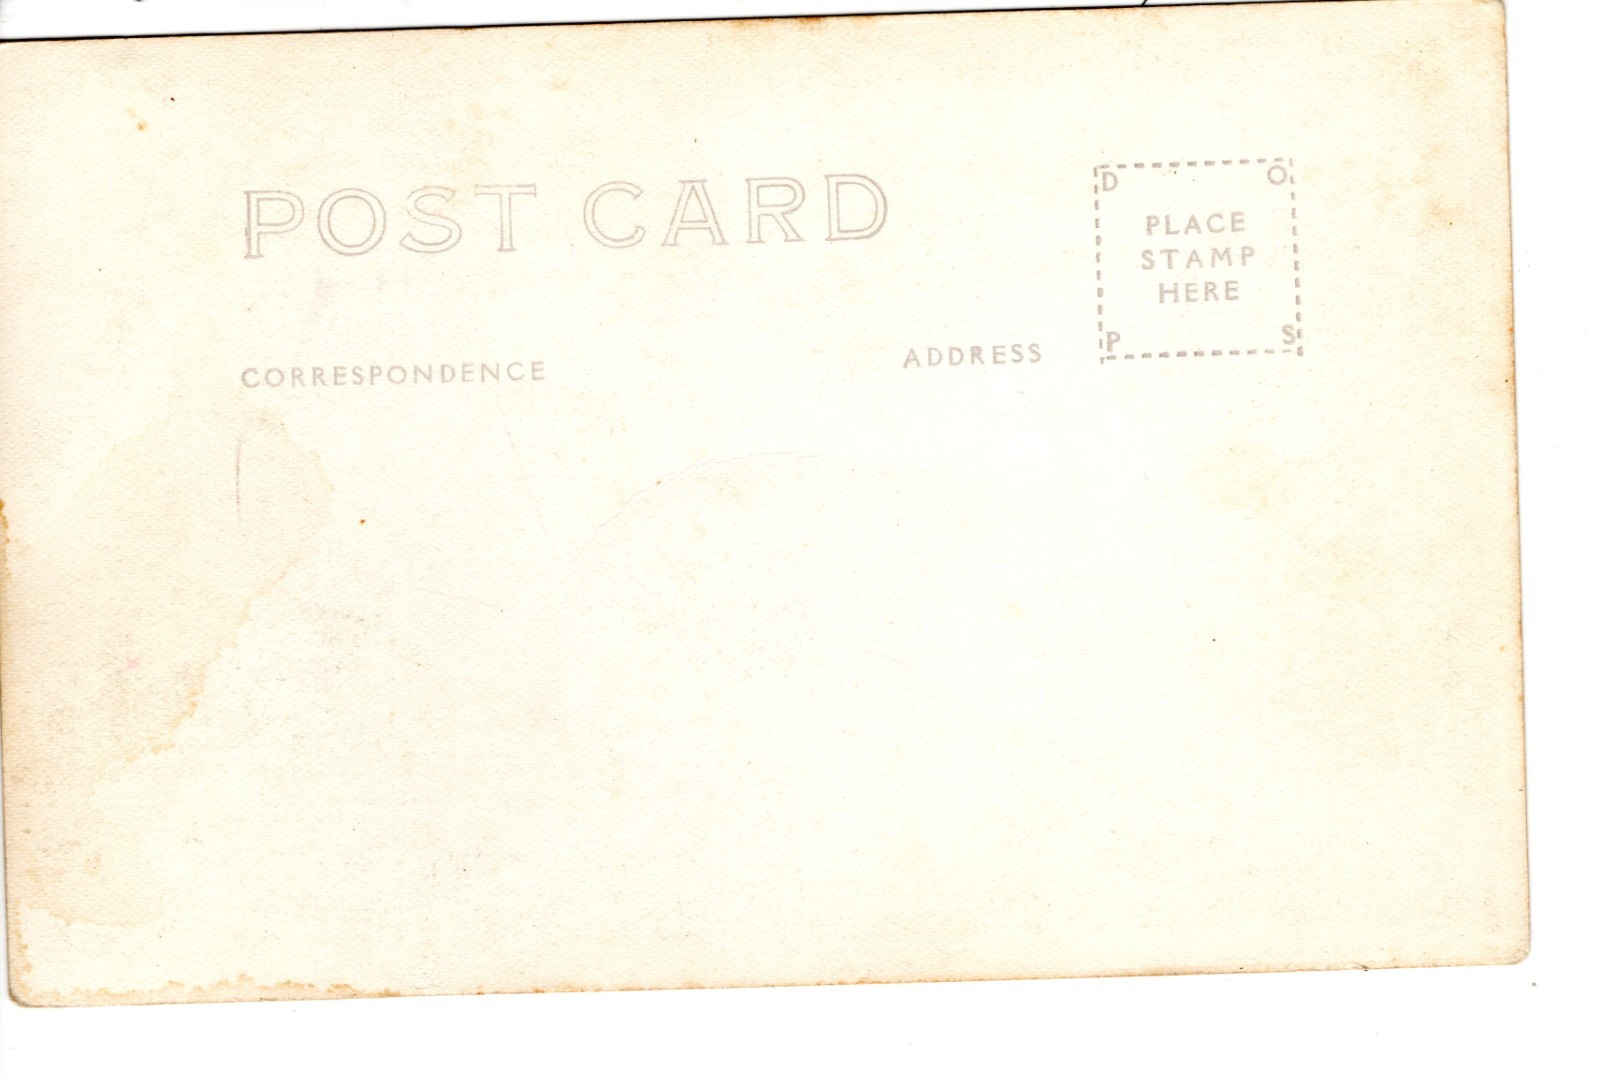 POST CARD
D O
PLACE
STAMP
HERE
P S
CORRESPONDENCE
ADDRESS